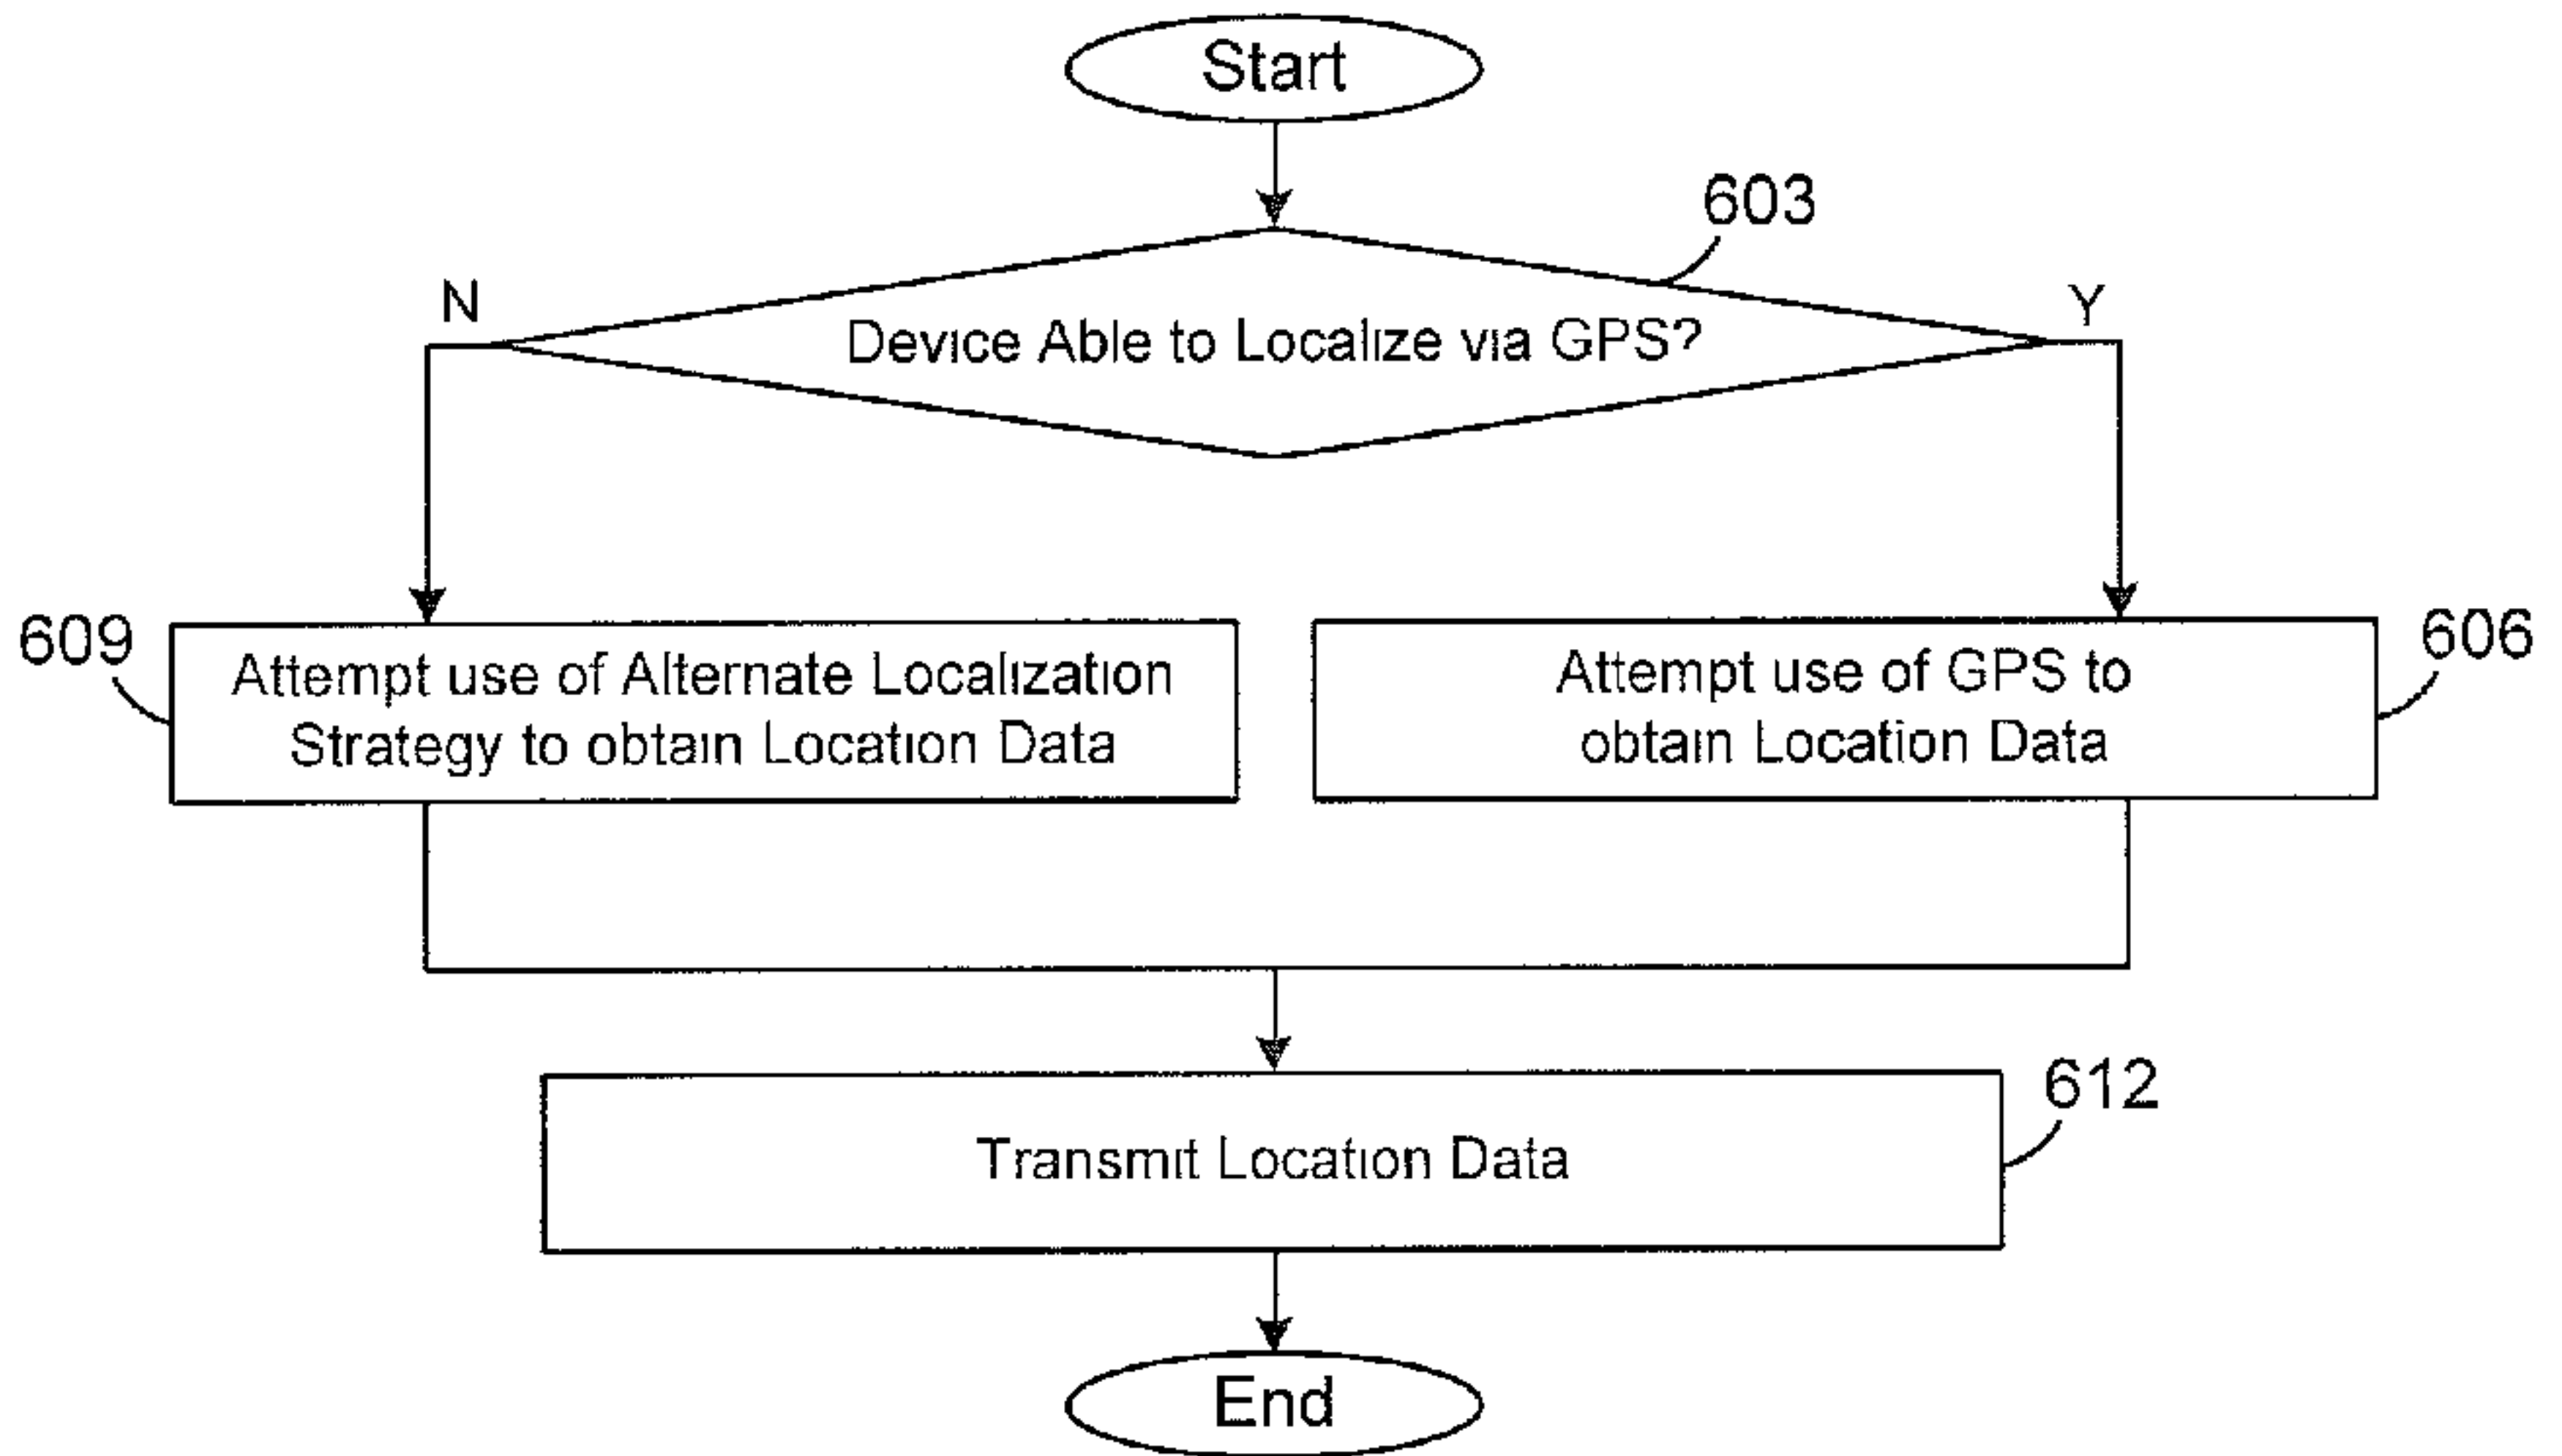 Start
603
N
Y
Device Able to Localize via GPS?
609
Attempt use of Alternate Localization
Strategy to obtain Location Data
Attempt use of GPS to
obtain Location Data
606
612
Transmit Location Data
End